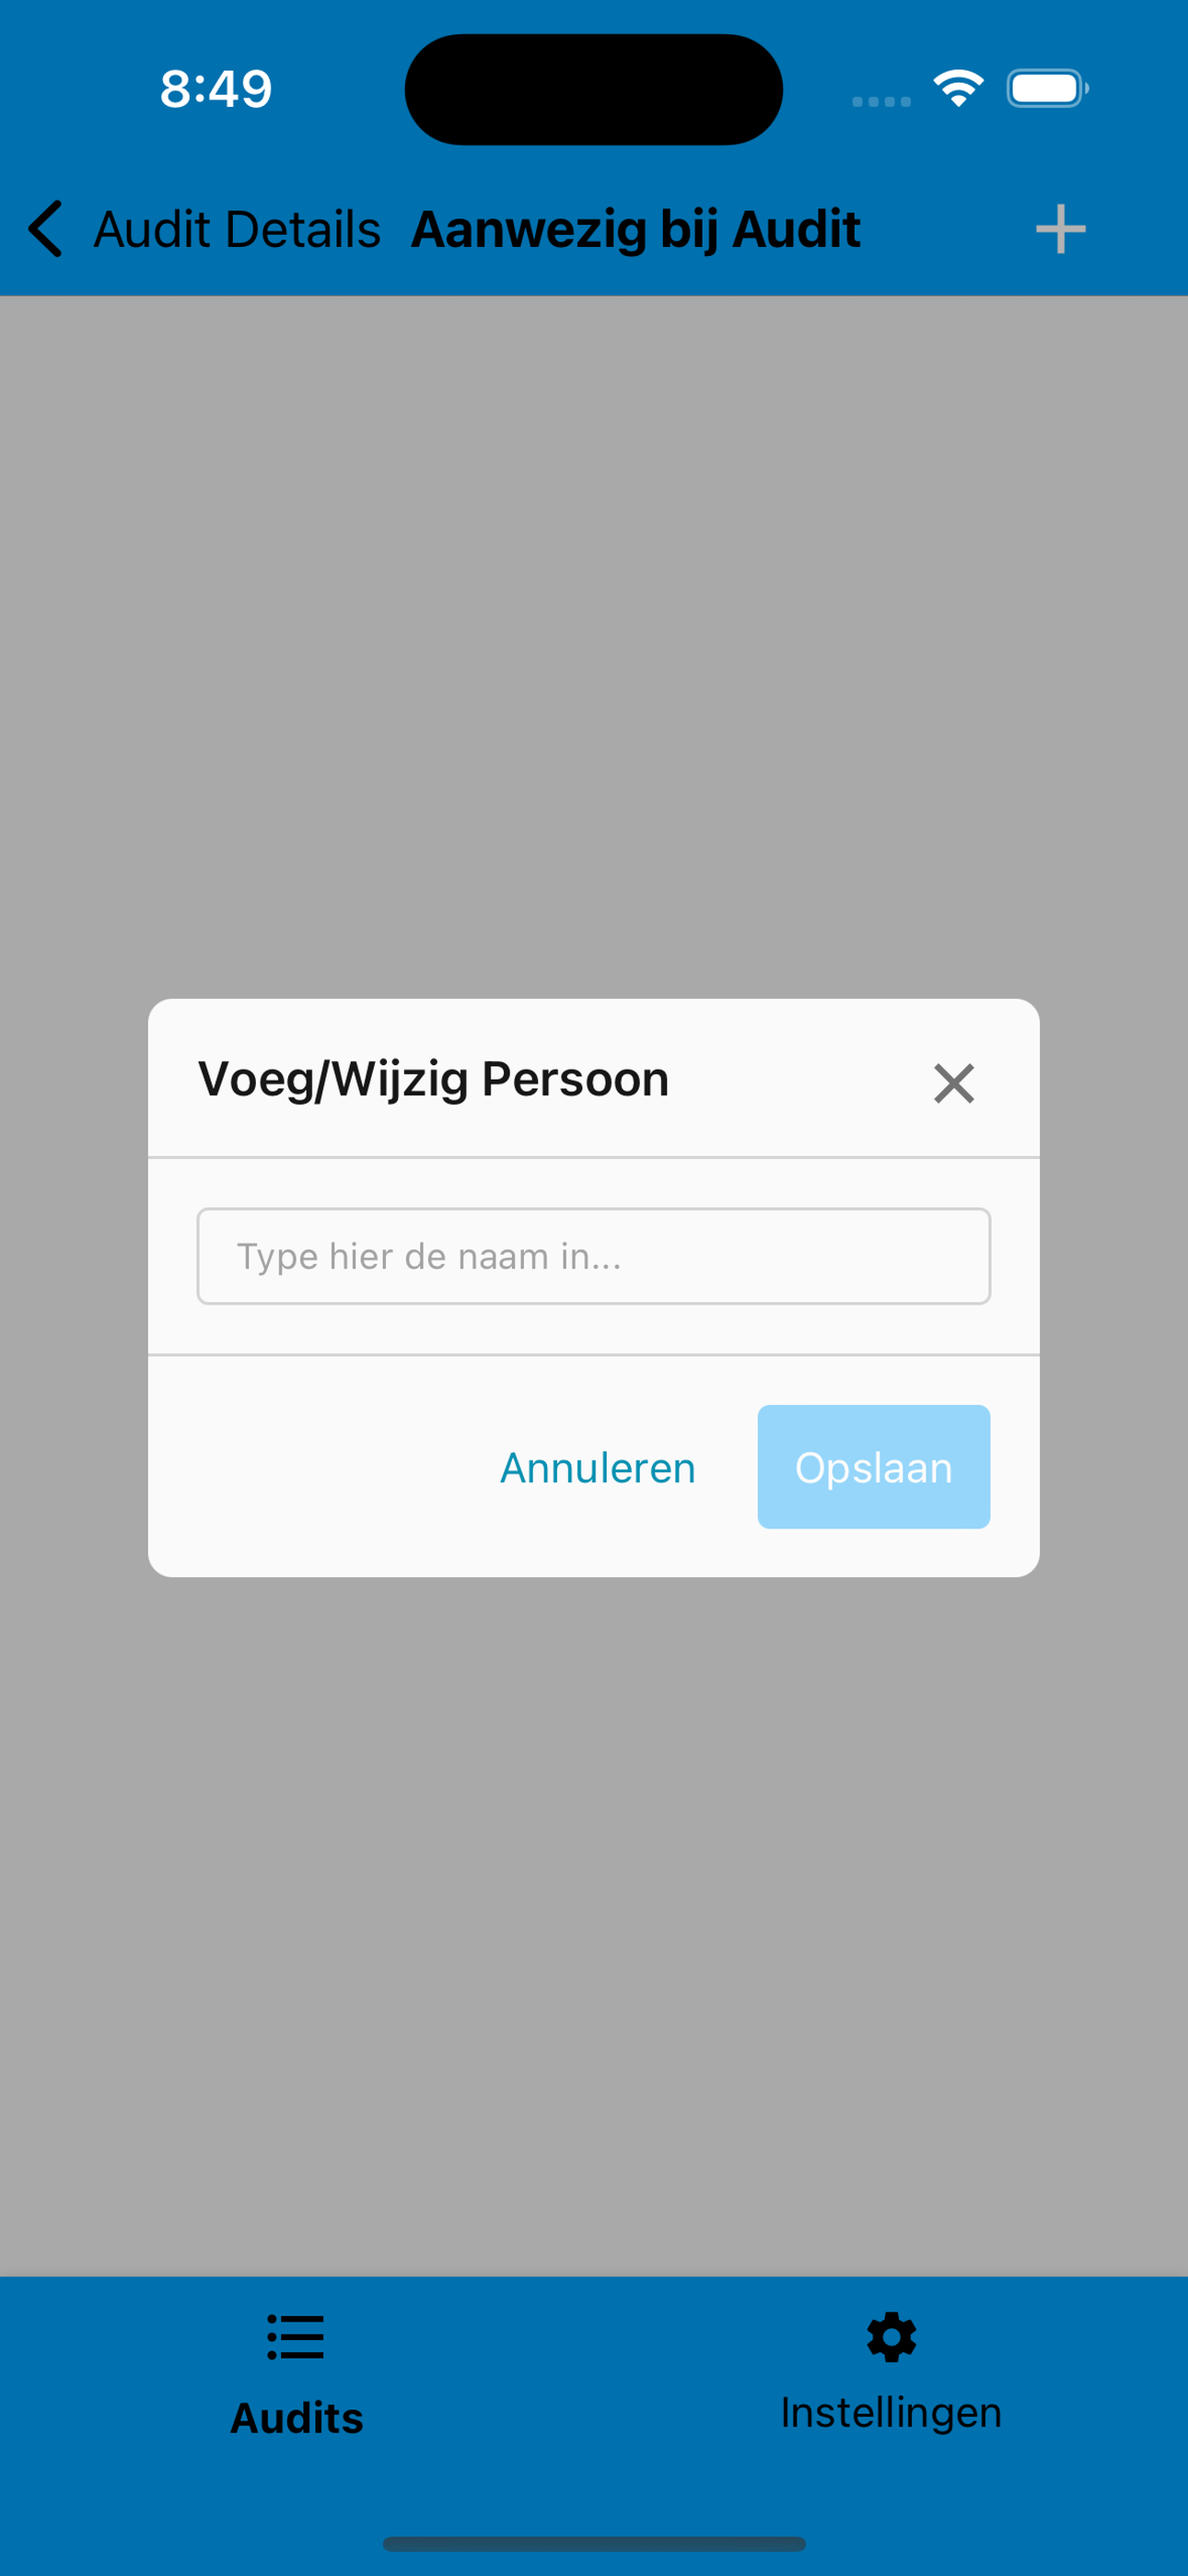 8:49
Audit Details Aanwezig bij Audit
Voeg/Wijzig Persoon
Type hier de naam in...
Annuleren Opslaan
Audits Instellingen